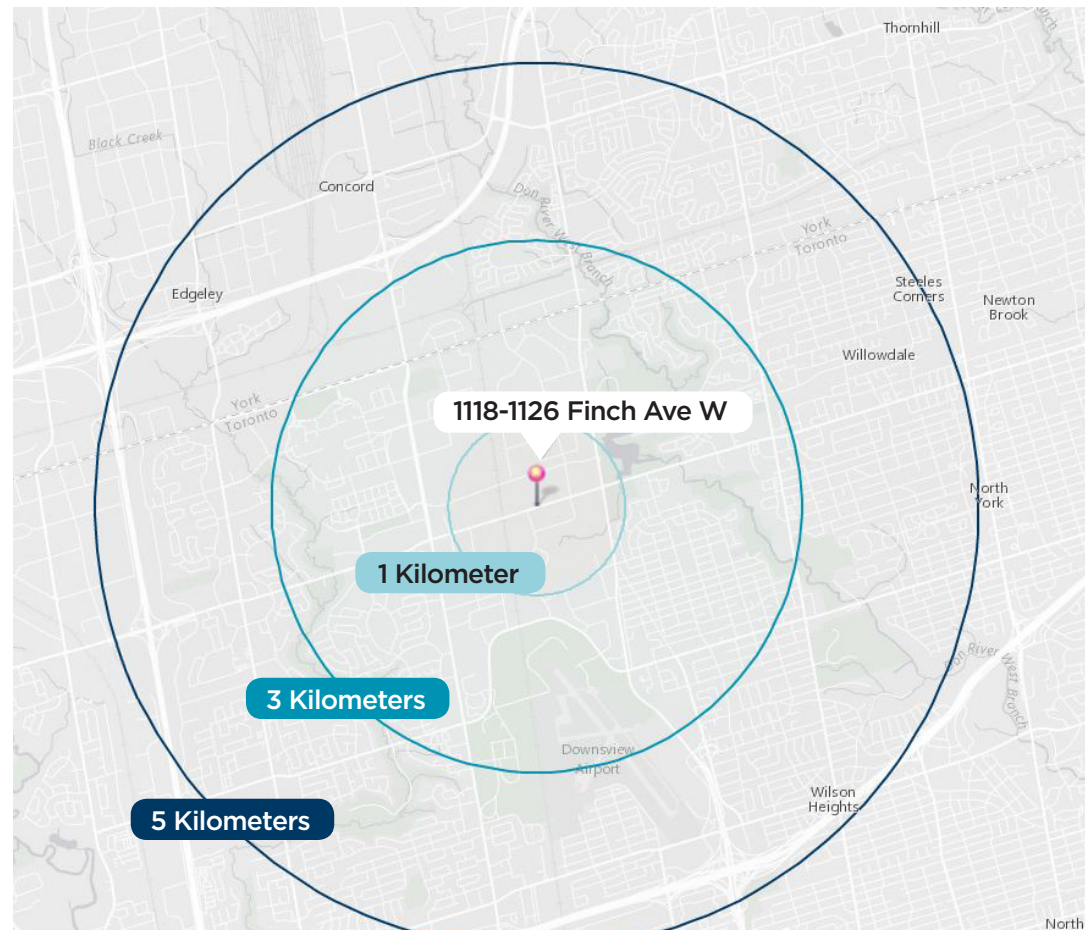 Thornhill
Black Creek
Concord
Don River West Branch
York
Toronto
Edgeley
Steeles
Corners
Newton
Brook
Willowdale
York
Toronto
1118-1126 Finch Ave W
North
York
1 Kilometer
Don River
West Branch
3 Kilometers
Downsview
Airport
Wilson
Heights
5 Kilometers
North